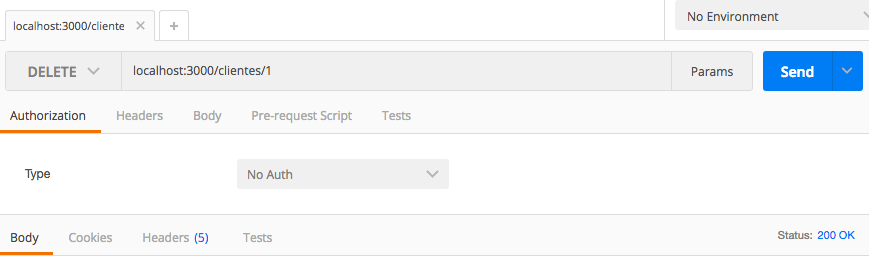 localhost:3000/cliente × +
No Environment
DELETE localhost:3000/clientes/1 Params Send
Authorization Headers Body Pre-request Script Tests
Type No Auth
Body Cookies Headers (5) Tests Status: 200 OK